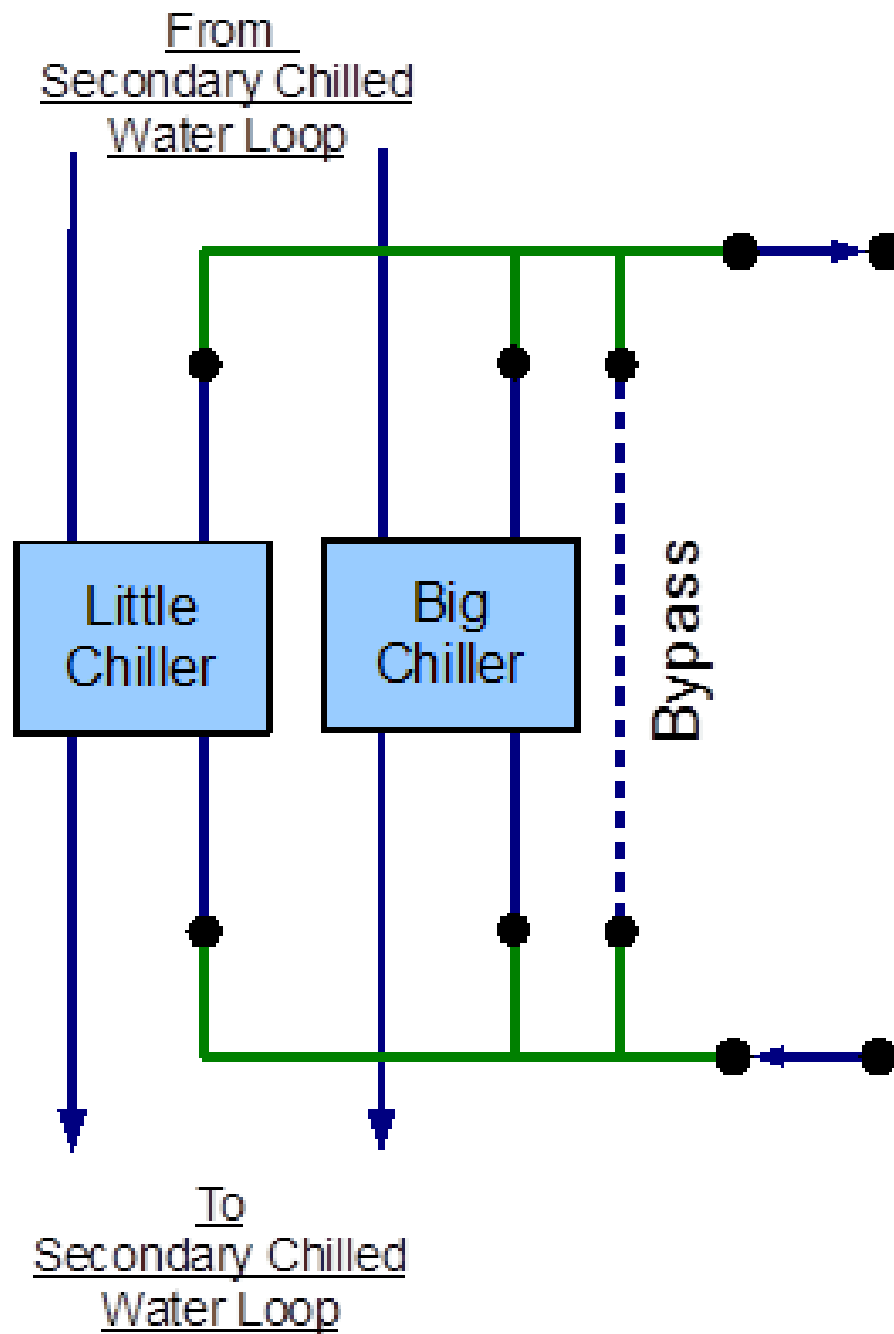 From
Secondary Chilled
Water Loop
Little
Chiller
Big
Chiller
Bypass
To
Secondary Chilled
Water Loop